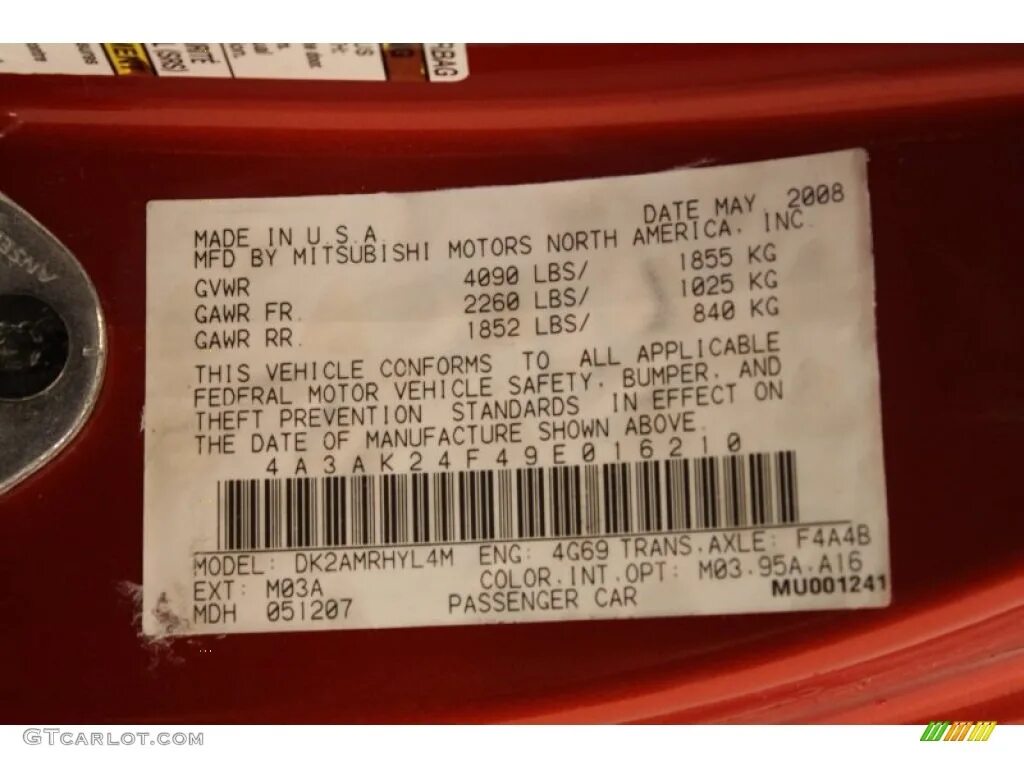 RBAG
(SRS)
MADE IN U.S.A. DATE MAY 2008
MFD BY MITSUBISHI MOTORS NORTH AMERICA, INC
GVWR 4090 LBS/ 1855 KG
GAWR FR. 2260 LBS/ 1025 KG
GAWR RR. 1852 LBS/ 840 KG
THIS VEHICLE CONFORMS TO ALL APPLICABLE
FEDERAL MOTOR VEHICLE SAFETY, BUMPER, AND
THEFT PREVENTION STANDARDS IN EFFECT ON
THE DATE OF MANUFACTURE SHOWN ABOVE.
4A3AK24F49E016210
MODEL: DK2AMRHYL4M ENG: 4G69 TRANS.AXLE: F4A4B
EXT: M03A COLOR.INT.OPT: M03.95A.A16
MDH 051207 PASSENGER CAR MU001241
GTCARLOT.COM